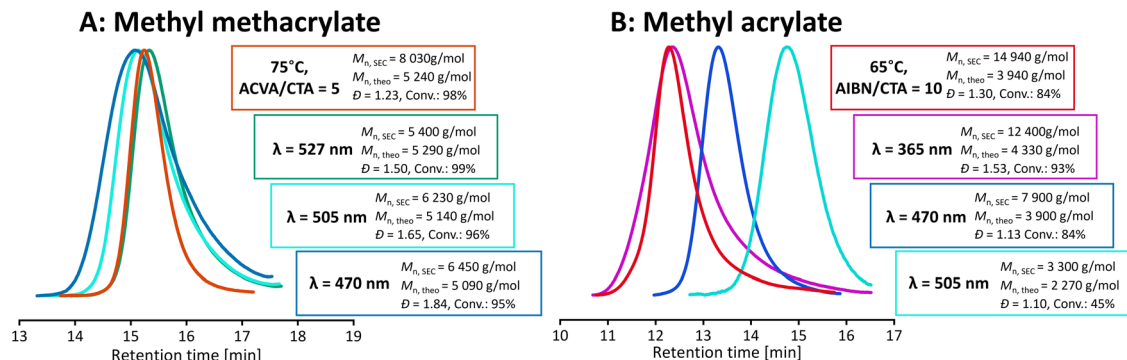 A: Methyl methacrylate
75°C,
ACVA/CTA = 5
Mn, SEC = 8 030g/mol
Mn, theo = 5 240 g/mol
Đ = 1.23, Conv.: 98%
λ = 527 nm
Mn, SEC = 5 400 g/mol
Mn, theo = 5 290 g/mol
Đ = 1.50, Conv.: 99%
λ = 505 nm
Mn, SEC = 6 230 g/mol
Mn, theo = 5 140 g/mol
Đ = 1.65, Conv.: 96%
λ = 470 nm
Mn, SEC = 6 450 g/mol
Mn, theo = 5 090 g/mol
Đ = 1.84, Conv.: 95%
13 14 15 16 17 18 19
Retention time [min]
B: Methyl acrylate
65°C,
AIBN/CTA = 10
Mn, SEC = 14 940 g/mol
Mn, theo = 3 940 g/mol
Đ = 1.30, Conv.: 84%
λ = 365 nm
Mn, SEC = 12 400g/mol
Mn, theo = 4 330 g/mol
Đ = 1.53, Conv.: 93%
λ = 470 nm
Mn, SEC = 7 900 g/mol
Mn, theo = 3 900 g/mol
Đ = 1.13 Conv.: 84%
λ = 505 nm
Mn, SEC = 3 300 g/mol
Mn, theo = 2 270 g/mol
Đ = 1.10, Conv.: 45%
10 11 12 13 14 15 16 17
Retention time [min]